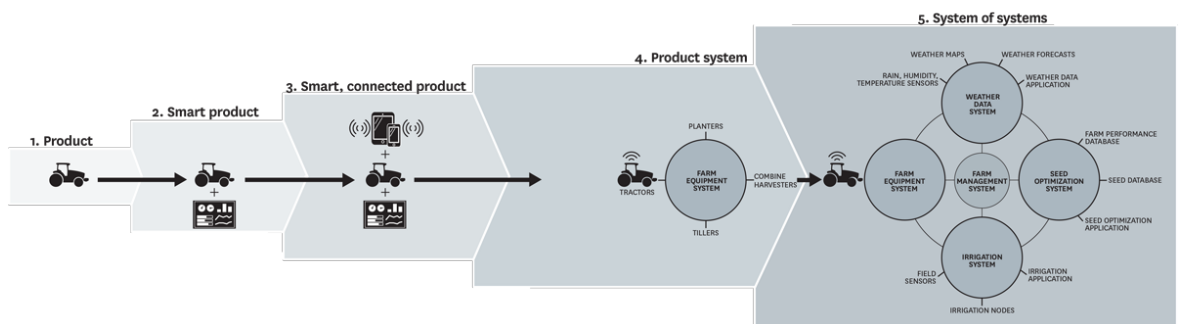 1. Product
2. Smart product
+
3. Smart, connected product
+
+
4. Product system
PLANTERS
TRACTORS
FARM
EQUIPMENT
SYSTEM
COMBINE
HARVESTERS
TILLERS
5. System of systems
WEATHER MAPS
WEATHER FORECASTS
RAIN, HUMIDITY,
TEMPERATURE SENSORS
WEATHER DATA
APPLICATION
WEATHER
DATA
SYSTEM
FARM
EQUIPMENT
SYSTEM
FARM
MANAGEMENT
SYSTEM
SEED
OPTIMIZATION
SYSTEM
FARM PERFORMANCE
DATABASE
SEED DATABASE
SEED OPTIMIZATION
APPLICATION
IRRIGATION
SYSTEM
FIELD
SENSORS
IRRIGATION
APPLICATION
IRRIGATION NODES